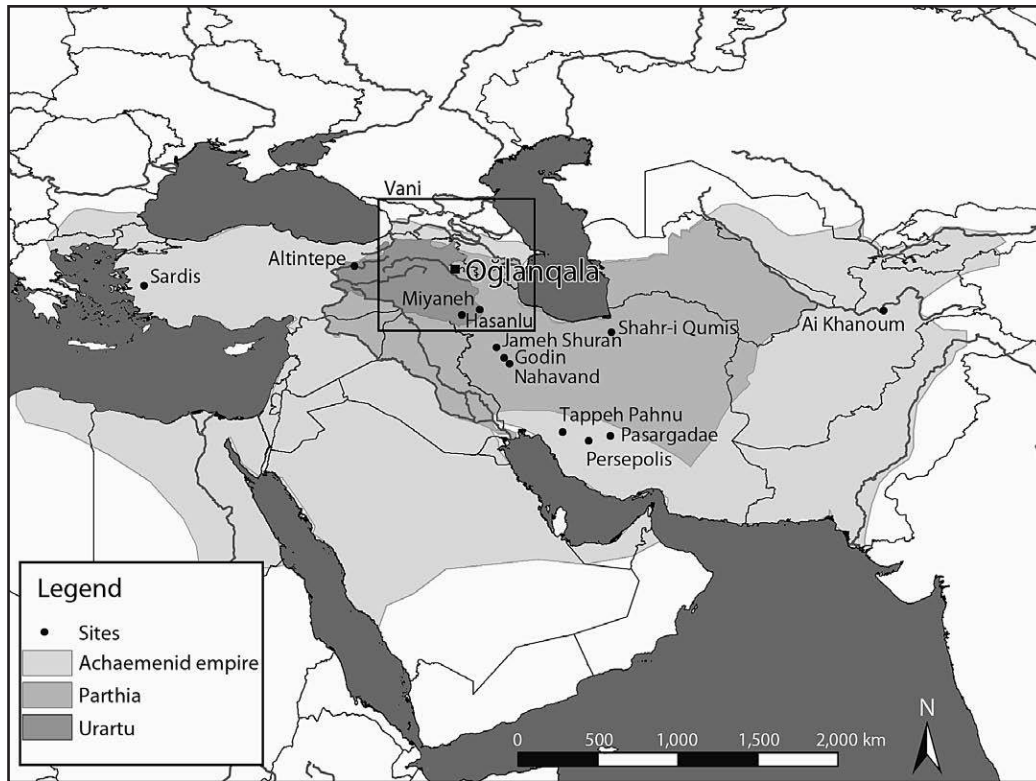 Vani
Altintepe
Oğlanqala
Sardis
Miyaneh
Hasanlu
Shahr-i Qumis
Ai Khanoum
Jameh Shuran
Godin
Nahavand
Tappeh Pahnu
Pasargadae
Persepolis
Legend
Sites
Achaemenid empire
Parthia
Urartu
N
0 500 1,000 1,500 2,000 km